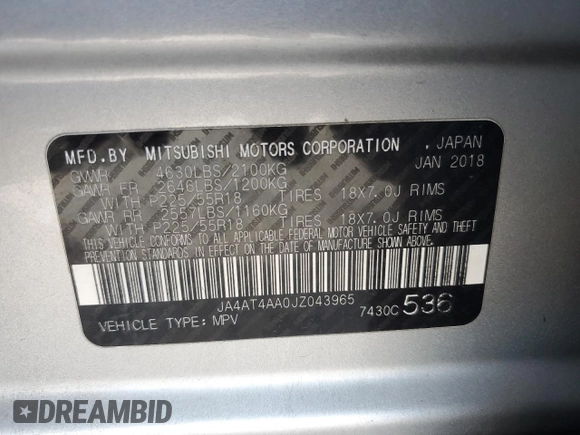 MFD.BY MITSUBISHI MOTORS CORPORATION . JAPAN
4630LBS/2100KG JAN 2018
GAWR FR 2646LBS/1200KG
WITH P225/55R18 TIRES 18X7.0J RIMS
GAWR RR 2557LBS/1160KG
WITH P225/55R18 TIRES 18X7.0J RIMS
THIS VEHICLE CONFORMS TO ALL APPLICABLE FEDERAL MOTOR VEHICLE SAFETY AND THEFT
PREVENTION STANDARDS IN EFFECT ON THE DATE OF MANUFACTURE SHOWN ABOVE.
JA4AT4AA0JZ043965
VEHICLE TYPE: MPV 7430C 536
DREAMBID